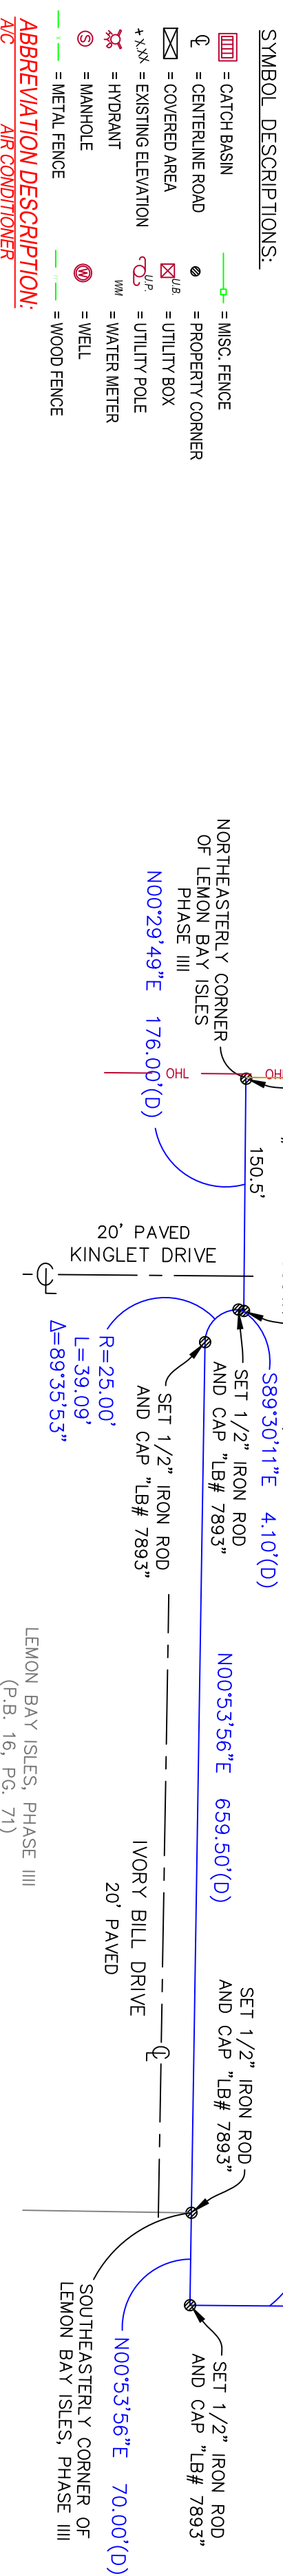 SYMBOL DESCRIPTIONS:
= CATCH BASIN
= MISC. FENCE
℄ = CENTERLINE ROAD
= PROPERTY CORNER
= COVERED AREA
U.B. = UTILITY BOX
+ X.XX = EXISTING ELEVATION
U.P. = UTILITY POLE
= HYDRANT
WM = WATER METER
S = MANHOLE
W = WELL
= METAL FENCE
= WOOD FENCE
ABBREVIATION DESCRIPTION:
A/C AIR CONDITIONER
NORTHEASTERLY CORNER
OF LEMON BAY ISLES
PHASE IIII
N00°29'49"E 176.00'(D)
OHL
OHL
150.5'
20' PAVED
KINGLET DRIVE
℄
S89°30'11"E 4.10'(D)
SET 1/2" IRON ROD
AND CAP "LB# 7893"
SET 1/2" IRON ROD
AND CAP "LB# 7893"
R=25.00'
L=39.09'
Δ=89°35'53"
N00°53'56"E 659.50'(D)
LEMON BAY ISLES, PHASE IIII
(P.B. 16, PG. 71)
IVORY BILL DRIVE
20' PAVED
℄
SET 1/2" IRON ROD
AND CAP "LB# 7893"
SET 1/2" IRON ROD
AND CAP "LB# 7893"
N00°53'56"E 70.00'(D)
SOUTHEASTERLY CORNER OF
LEMON BAY ISLES, PHASE IIII